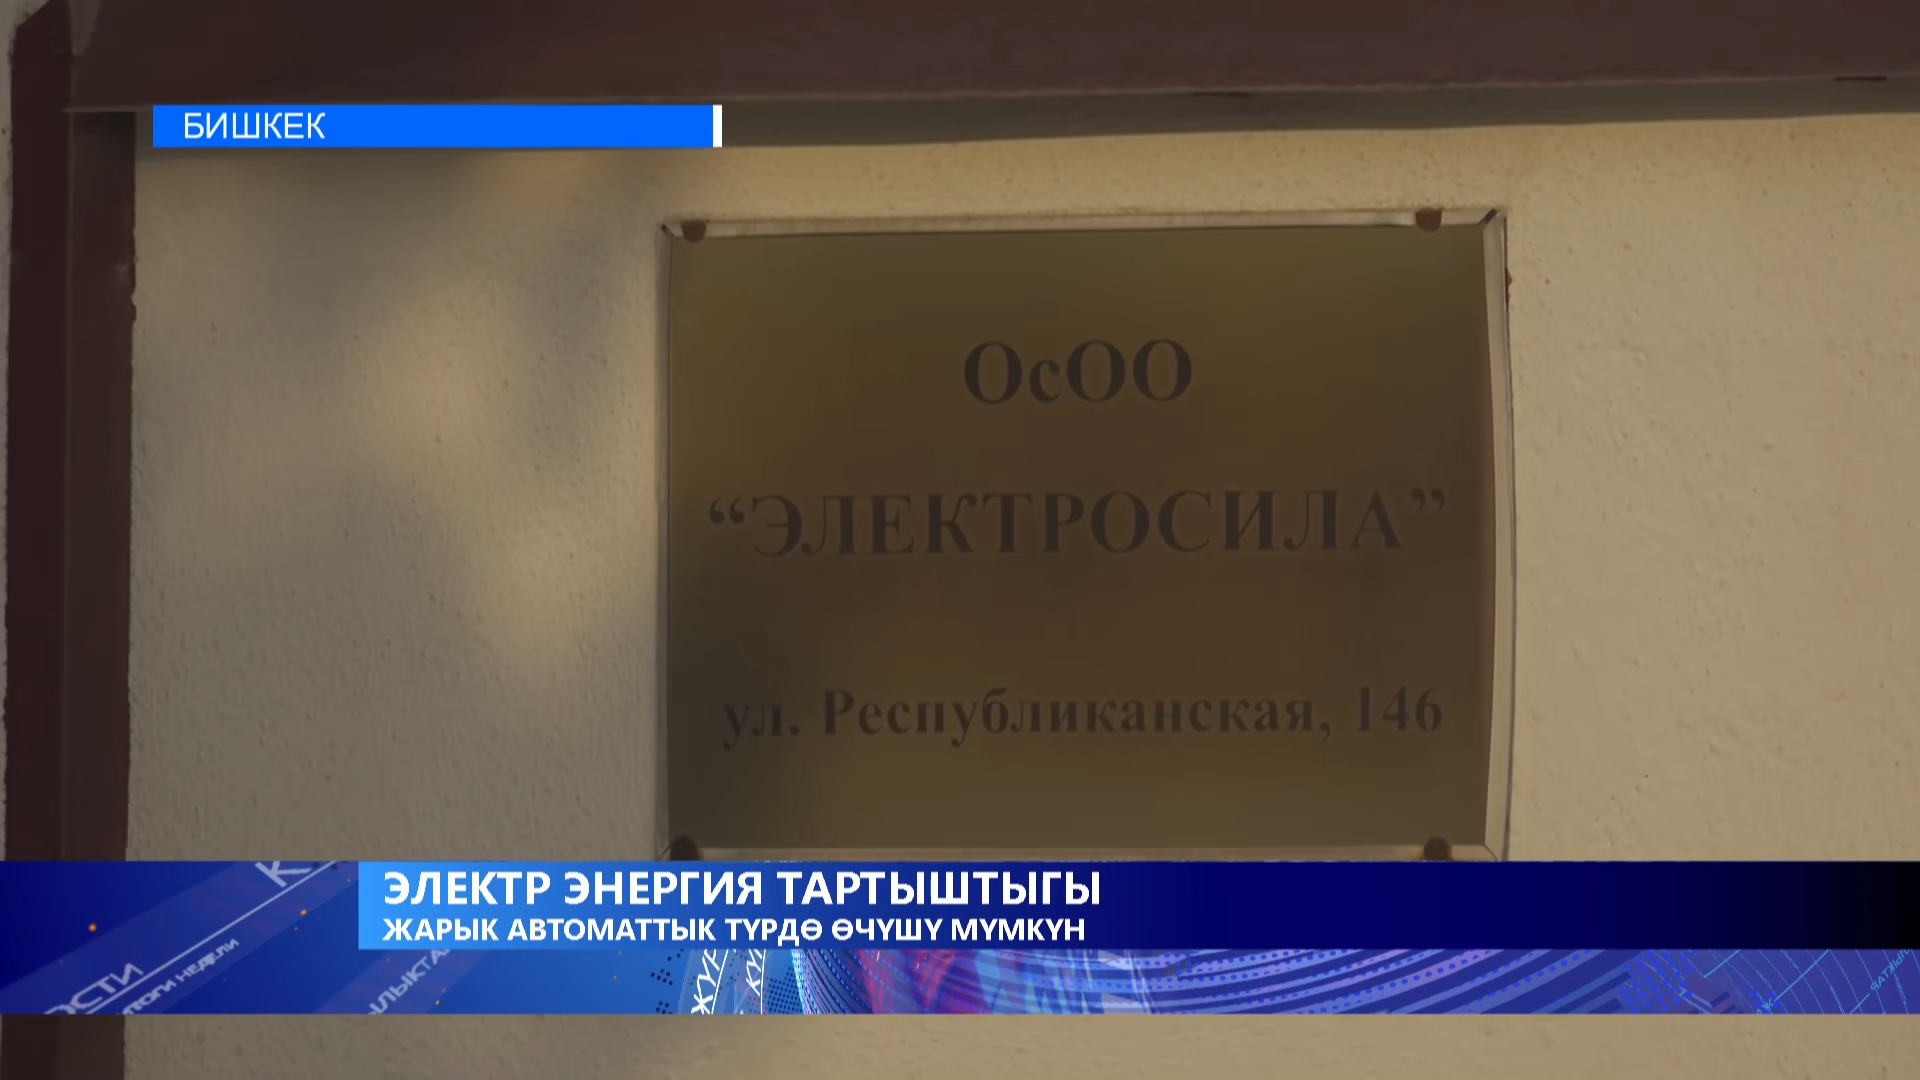 БИШКЕК
ОсОО
“ЭЛЕКТРОСИЛА”
ул. Республиканская, 146
ЭЛЕКТР ЭНЕРГИЯ ТАРТЫШТЫГЫ
ЖАРЫК АВТОМАТТЫК ТҮРДӨ ӨЧҮШҮ МҮМКҮН